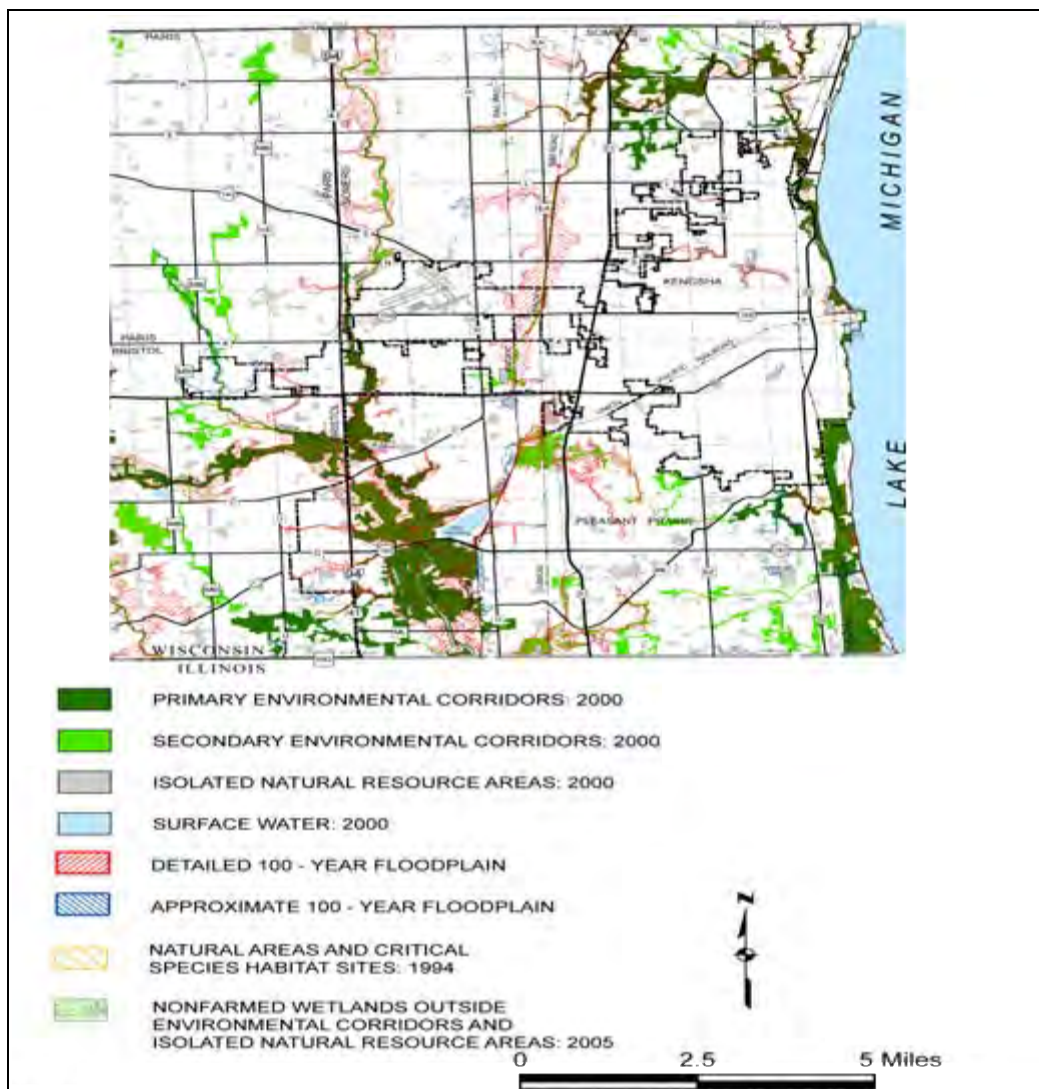 PARIS
SOMERS
MICHIGAN
LAKE
PARIS
SOMERS
KENOSHA
PARIS
BRISTOL
BRISTOL
PLEASANT PRAIRIE
WISCONSIN
ILLINOIS
PRIMARY ENVIRONMENTAL CORRIDORS: 2000
SECONDARY ENVIRONMENTAL CORRIDORS: 2000
ISOLATED NATURAL RESOURCE AREAS: 2000
SURFACE WATER: 2000
DETAILED 100 - YEAR FLOODPLAIN
APPROXIMATE 100 - YEAR FLOODPLAIN
NATURAL AREAS AND CRITICAL
SPECIES HABITAT SITES: 1994
NONFARMED WETLANDS OUTSIDE
ENVIRONMENTAL CORRIDORS AND
ISOLATED NATURAL RESOURCE AREAS: 2005
N
0 2.5 5 Miles